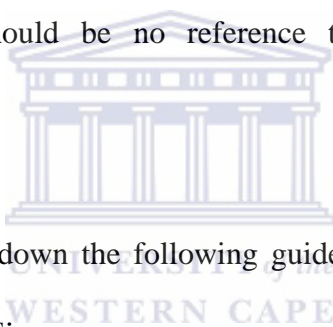 ould be no reference t
down the following guide
UNIVERSITY of the
WESTERN CAPE